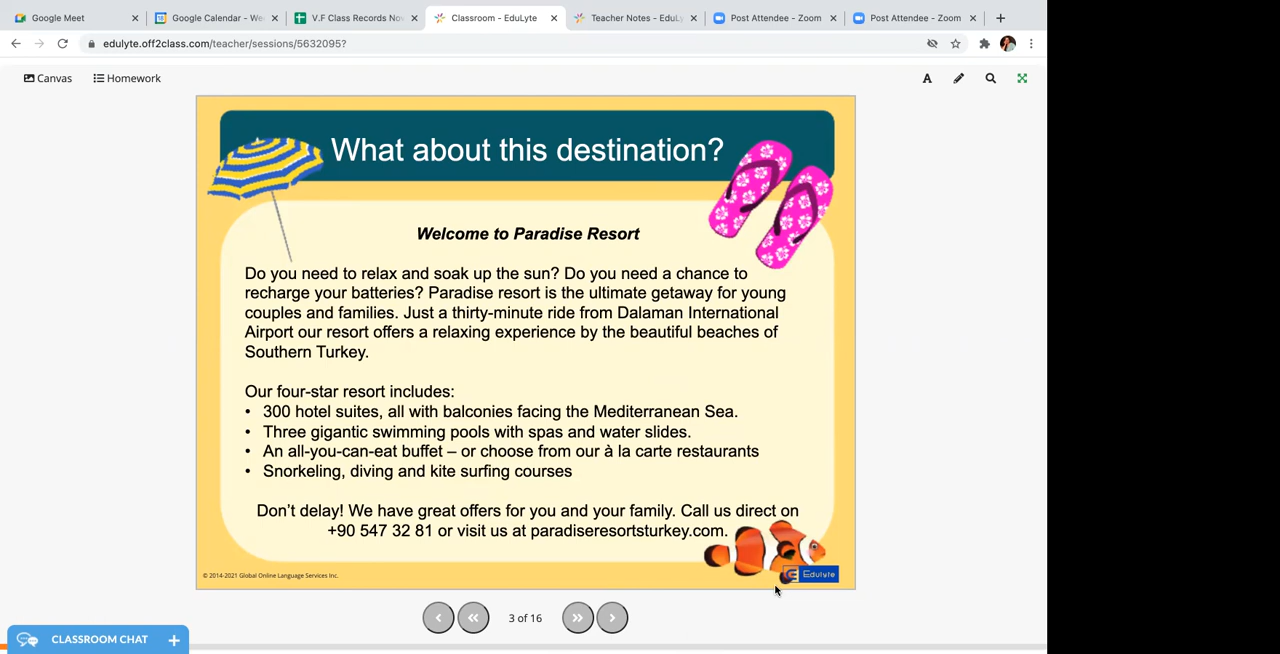 Google Meet
Google Calendar - We
V.F Class Records No
Classroom - EduLyte
Teacher Notes - EduL
Post Attendee - Zoom
Post Attendee - Zoom
edulyte.off2class.com/teacher/sessions/5632095?
Canvas
Homework
A
What about this destination?
Welcome to Paradise Resort
Do you need to relax and soak up the sun? Do you need a chance to
recharge your batteries? Paradise resort is the ultimate getaway for young
couples and families. Just a thirty-minute ride from Dalaman International
Airport our resort offers a relaxing experience by the beautiful beaches of
Southern Turkey.
Our four-star resort includes:
• 300 hotel suites, all with balconies facing the Mediterranean Sea.
• Three gigantic swimming pools with spas and water slides.
• An all-you-can-eat buffet – or choose from our à la carte restaurants
• Snorkeling, diving and kite surfing courses
Don't delay! We have great offers for you and your family. Call us direct on
+90 547 32 81 or visit us at paradiseresortsturkey.com.
© 2014-2021 Global Online Language Services Inc.
Edulyte
3 of 16
CLASSROOM CHAT